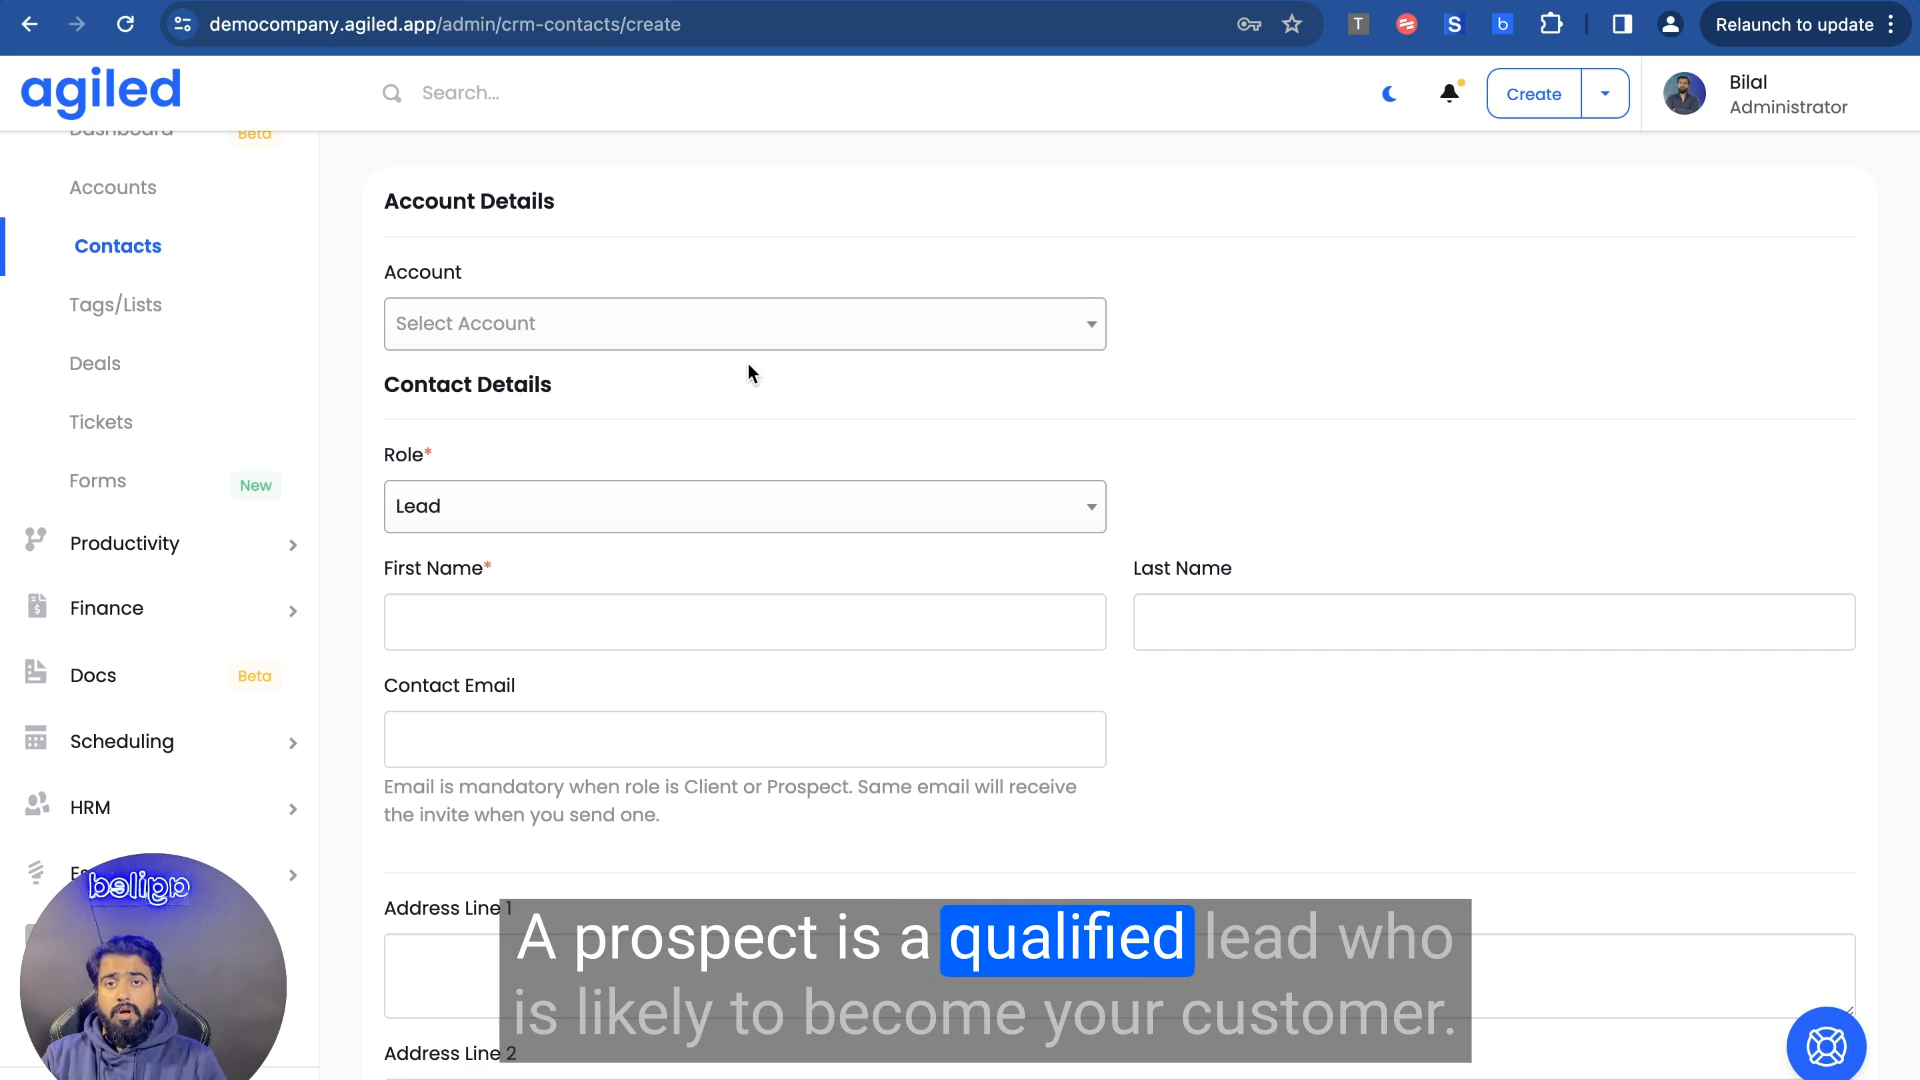 democompany.agiled.app/admin/crm-contacts/create
T
S
b
Relaunch to update
agiled
Search...
Create
Bilal
Administrator
Dashboard
Beta
Accounts
Contacts
Tags/Lists
Deals
Tickets
Forms
New
Productivity
Finance
Docs
Beta
Scheduling
HRM
Account Details
Account
Select Account
Contact Details
Role*
Lead
First Name*
Last Name
Contact Email
Email is mandatory when role is Client or Prospect. Same email will receive
the invite when you send one.
Address Line 1
Address Line 2
agiled
A prospect is a qualified lead who
is likely to become your customer.